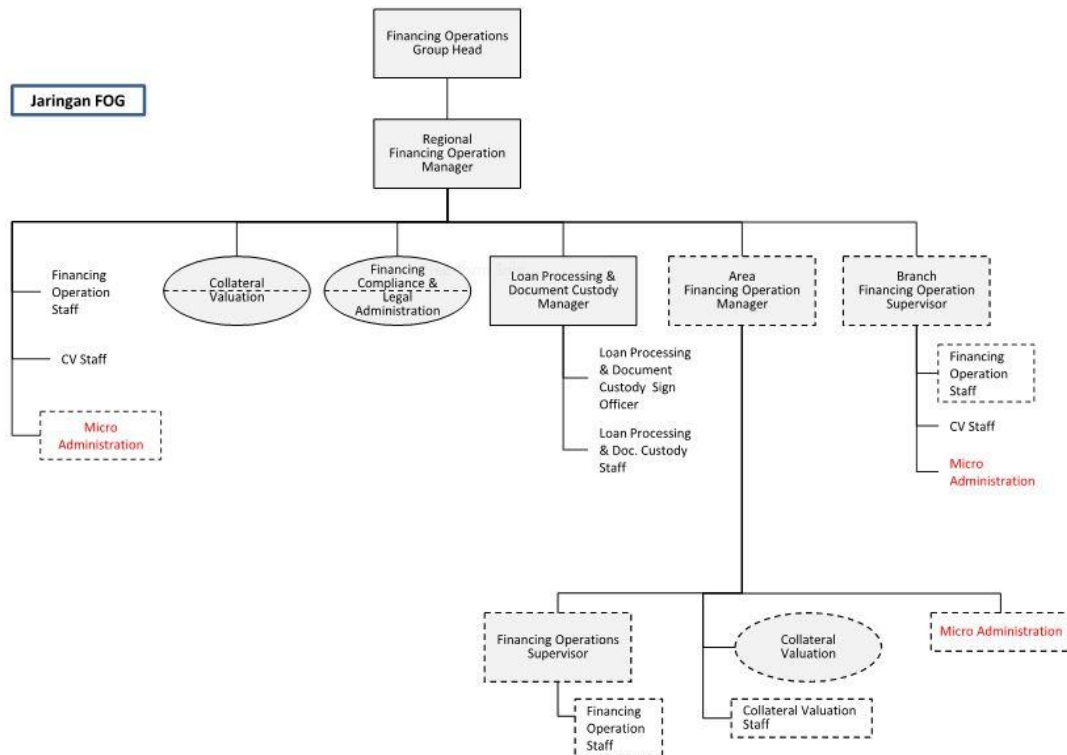 Financing Operations
Group Head
Jaringan FOG
Regional
Financing Operation
Manager
Financing
Operation
Staff
CV Staff
Micro
Administration
Collateral
Valuation
Financing
Compliance &
Legal
Administration
Loan Processing &
Document Custody
Manager
Loan Processing
& Document
Custody Sign
Officer
Loan Processing
& Doc. Custody
Staff
Area
Financing Operation
Manager
Branch
Financing Operation
Supervisor
Financing
Operation
Staff
CV Staff
Micro
Administration
Financing Operations
Supervisor
Financing
Operation
Staff
Collateral
Valuation
Collateral Valuation
Staff
Micro Administration